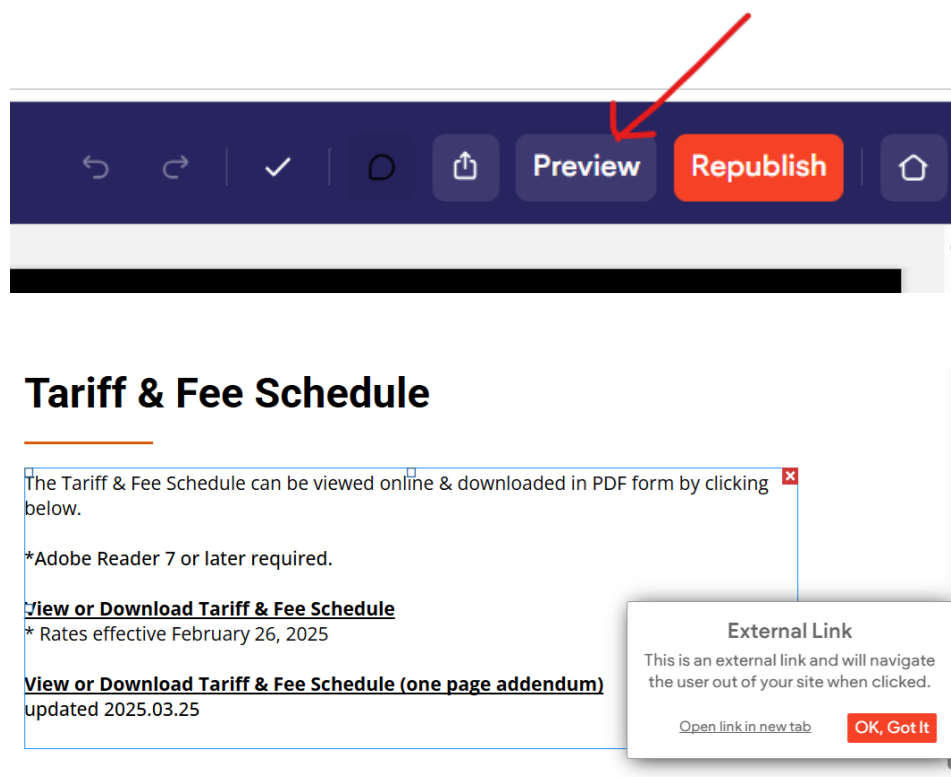 Preview
Republish
Tariff & Fee Schedule
The Tariff & Fee Schedule can be viewed online & downloaded in PDF form by clicking
below.
*Adobe Reader 7 or later required.
View or Download Tariff & Fee Schedule
* Rates effective February 26, 2025
View or Download Tariff & Fee Schedule (one page addendum)
updated 2025.03.25
External Link
This is an external link and will navigate
the user out of your site when clicked.
Open link in new tab
OK, Got It